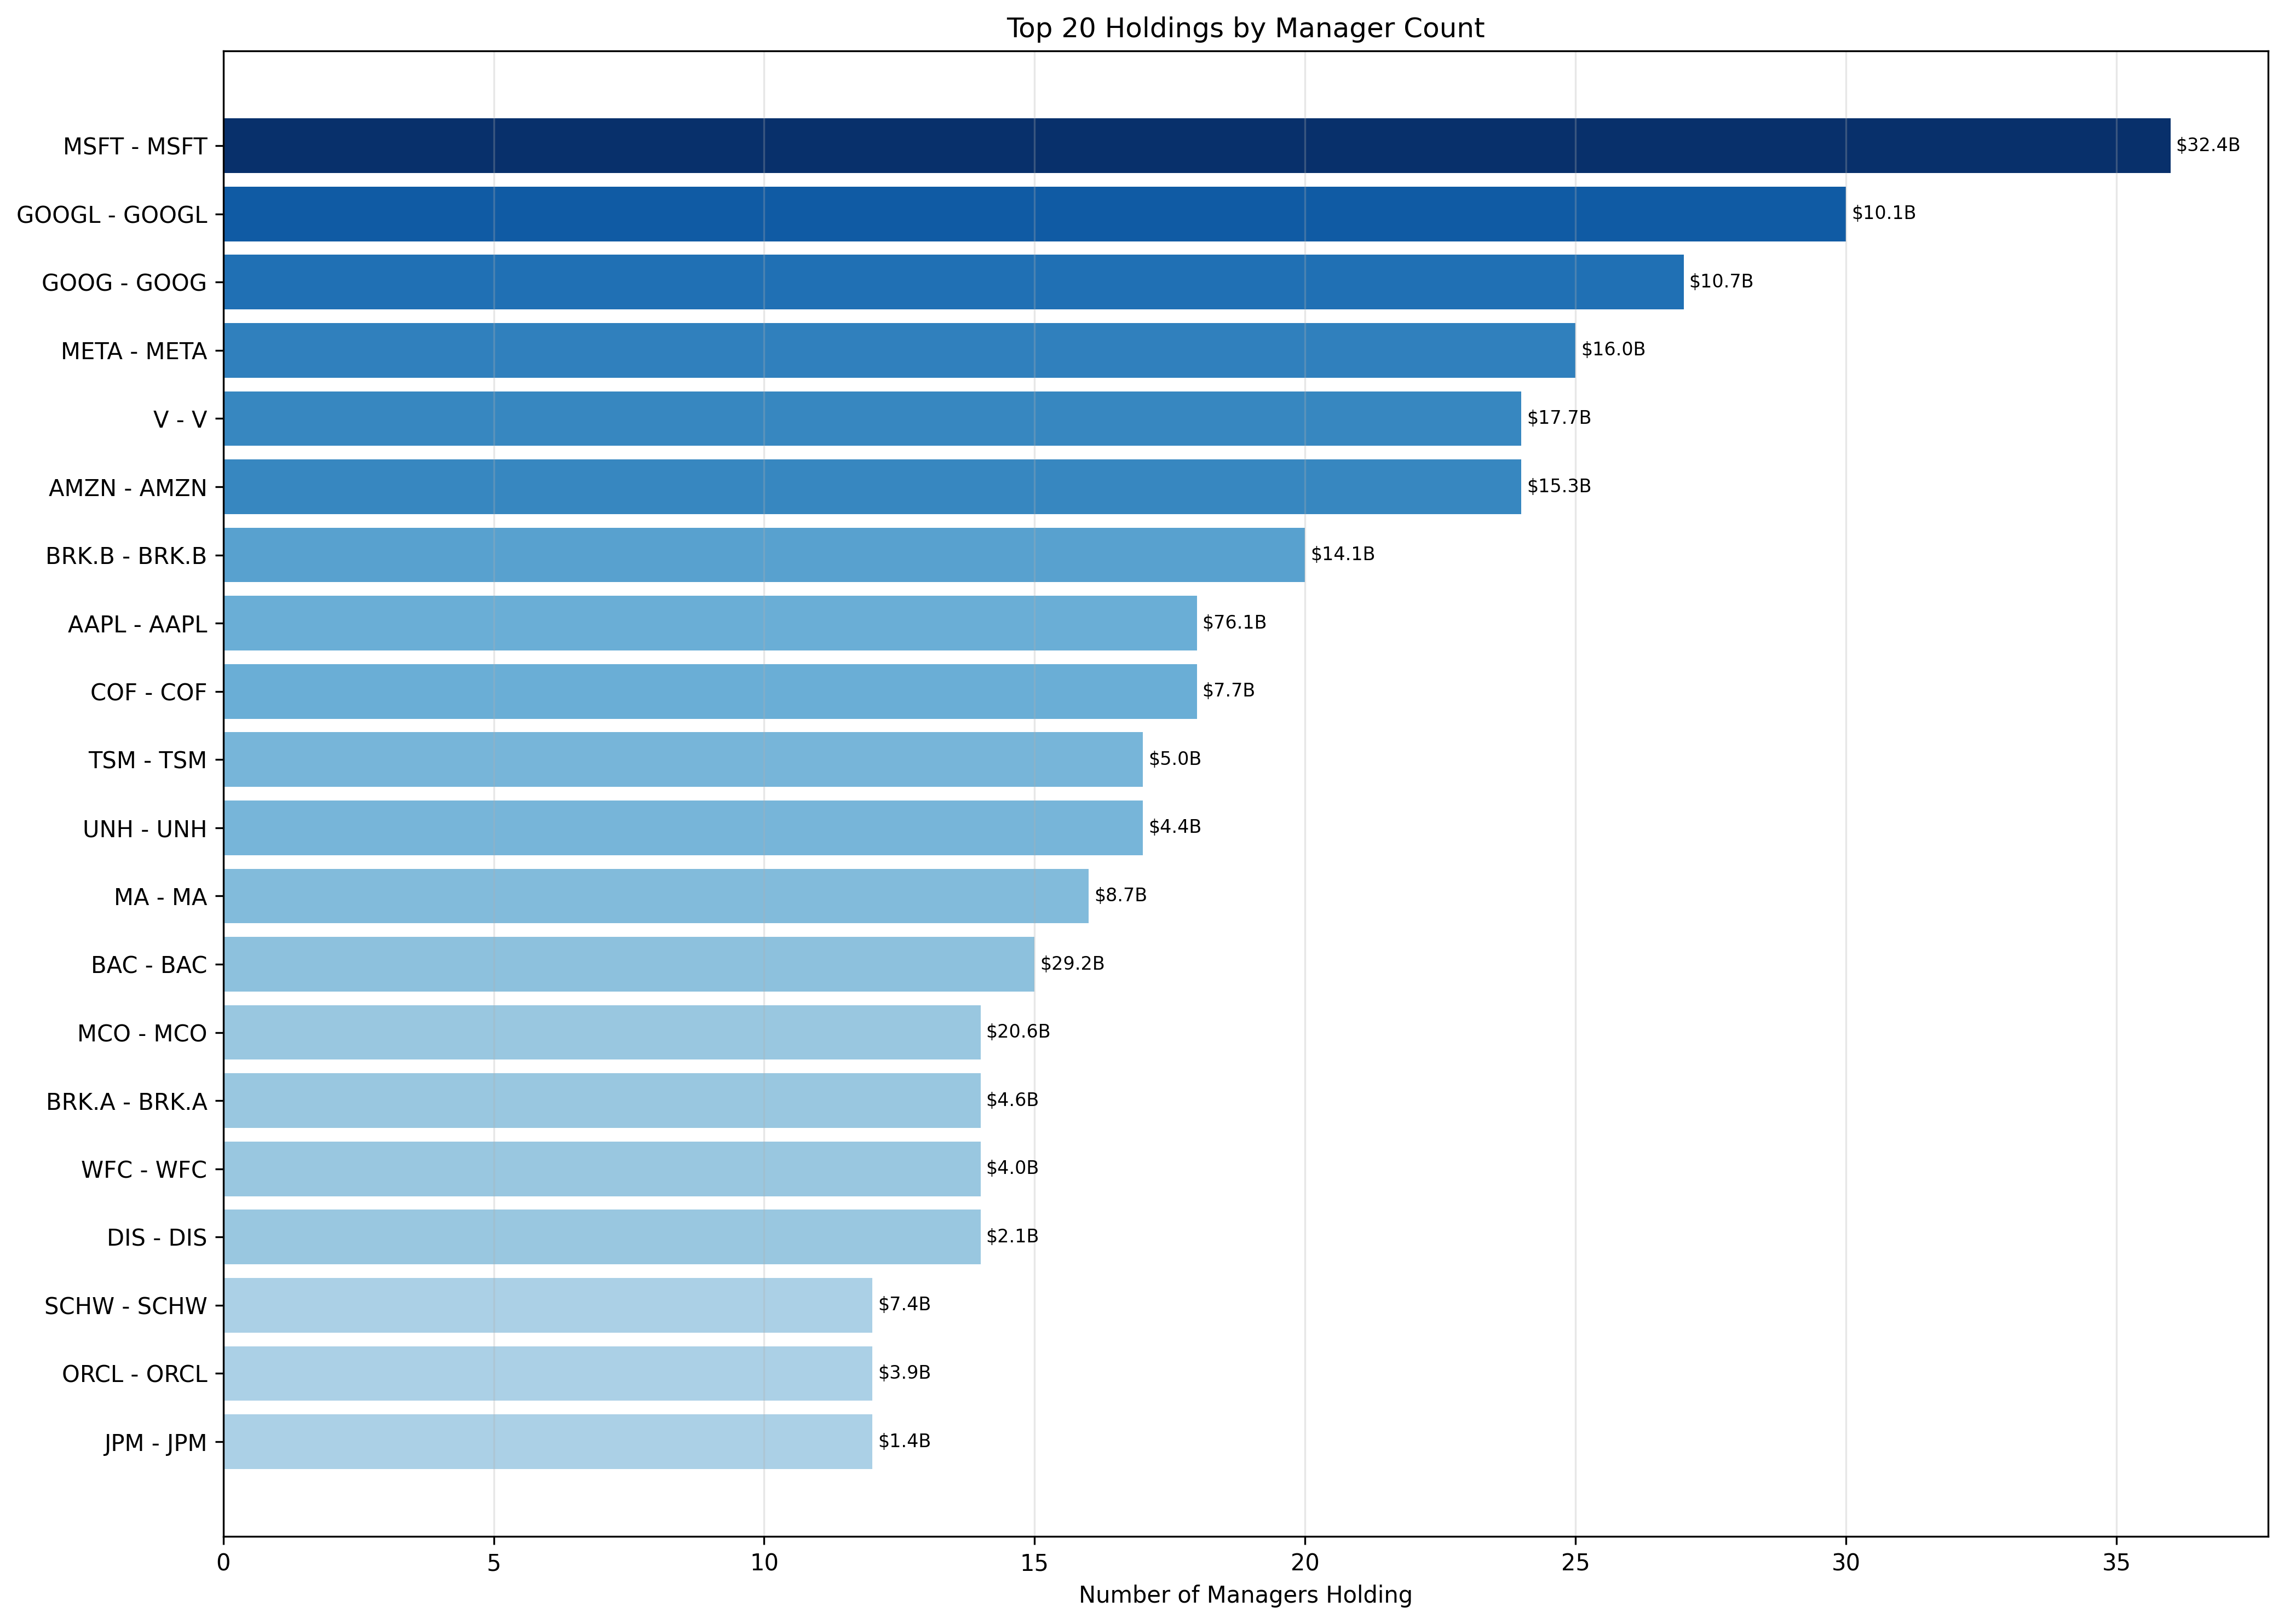 Top 20 Holdings by Manager Count
MSFT - MSFT $32.4B
GOOGL - GOOGL $10.1B
GOOG - GOOG $10.7B
META - META $16.0B
V - V $17.7B
AMZN - AMZN $15.3B
BRK.B - BRK.B $14.1B
AAPL - AAPL $76.1B
COF - COF $7.7B
TSM - TSM $5.0B
UNH - UNH $4.4B
MA - MA $8.7B
BAC - BAC $29.2B
MCO - MCO $20.6B
BRK.A - BRK.A $4.6B
WFC - WFC $4.0B
DIS - DIS $2.1B
SCHW - SCHW $7.4B
ORCL - ORCL $3.9B
JPM - JPM $1.4B
0 5 10 15 20 25 30 35
Number of Managers Holding